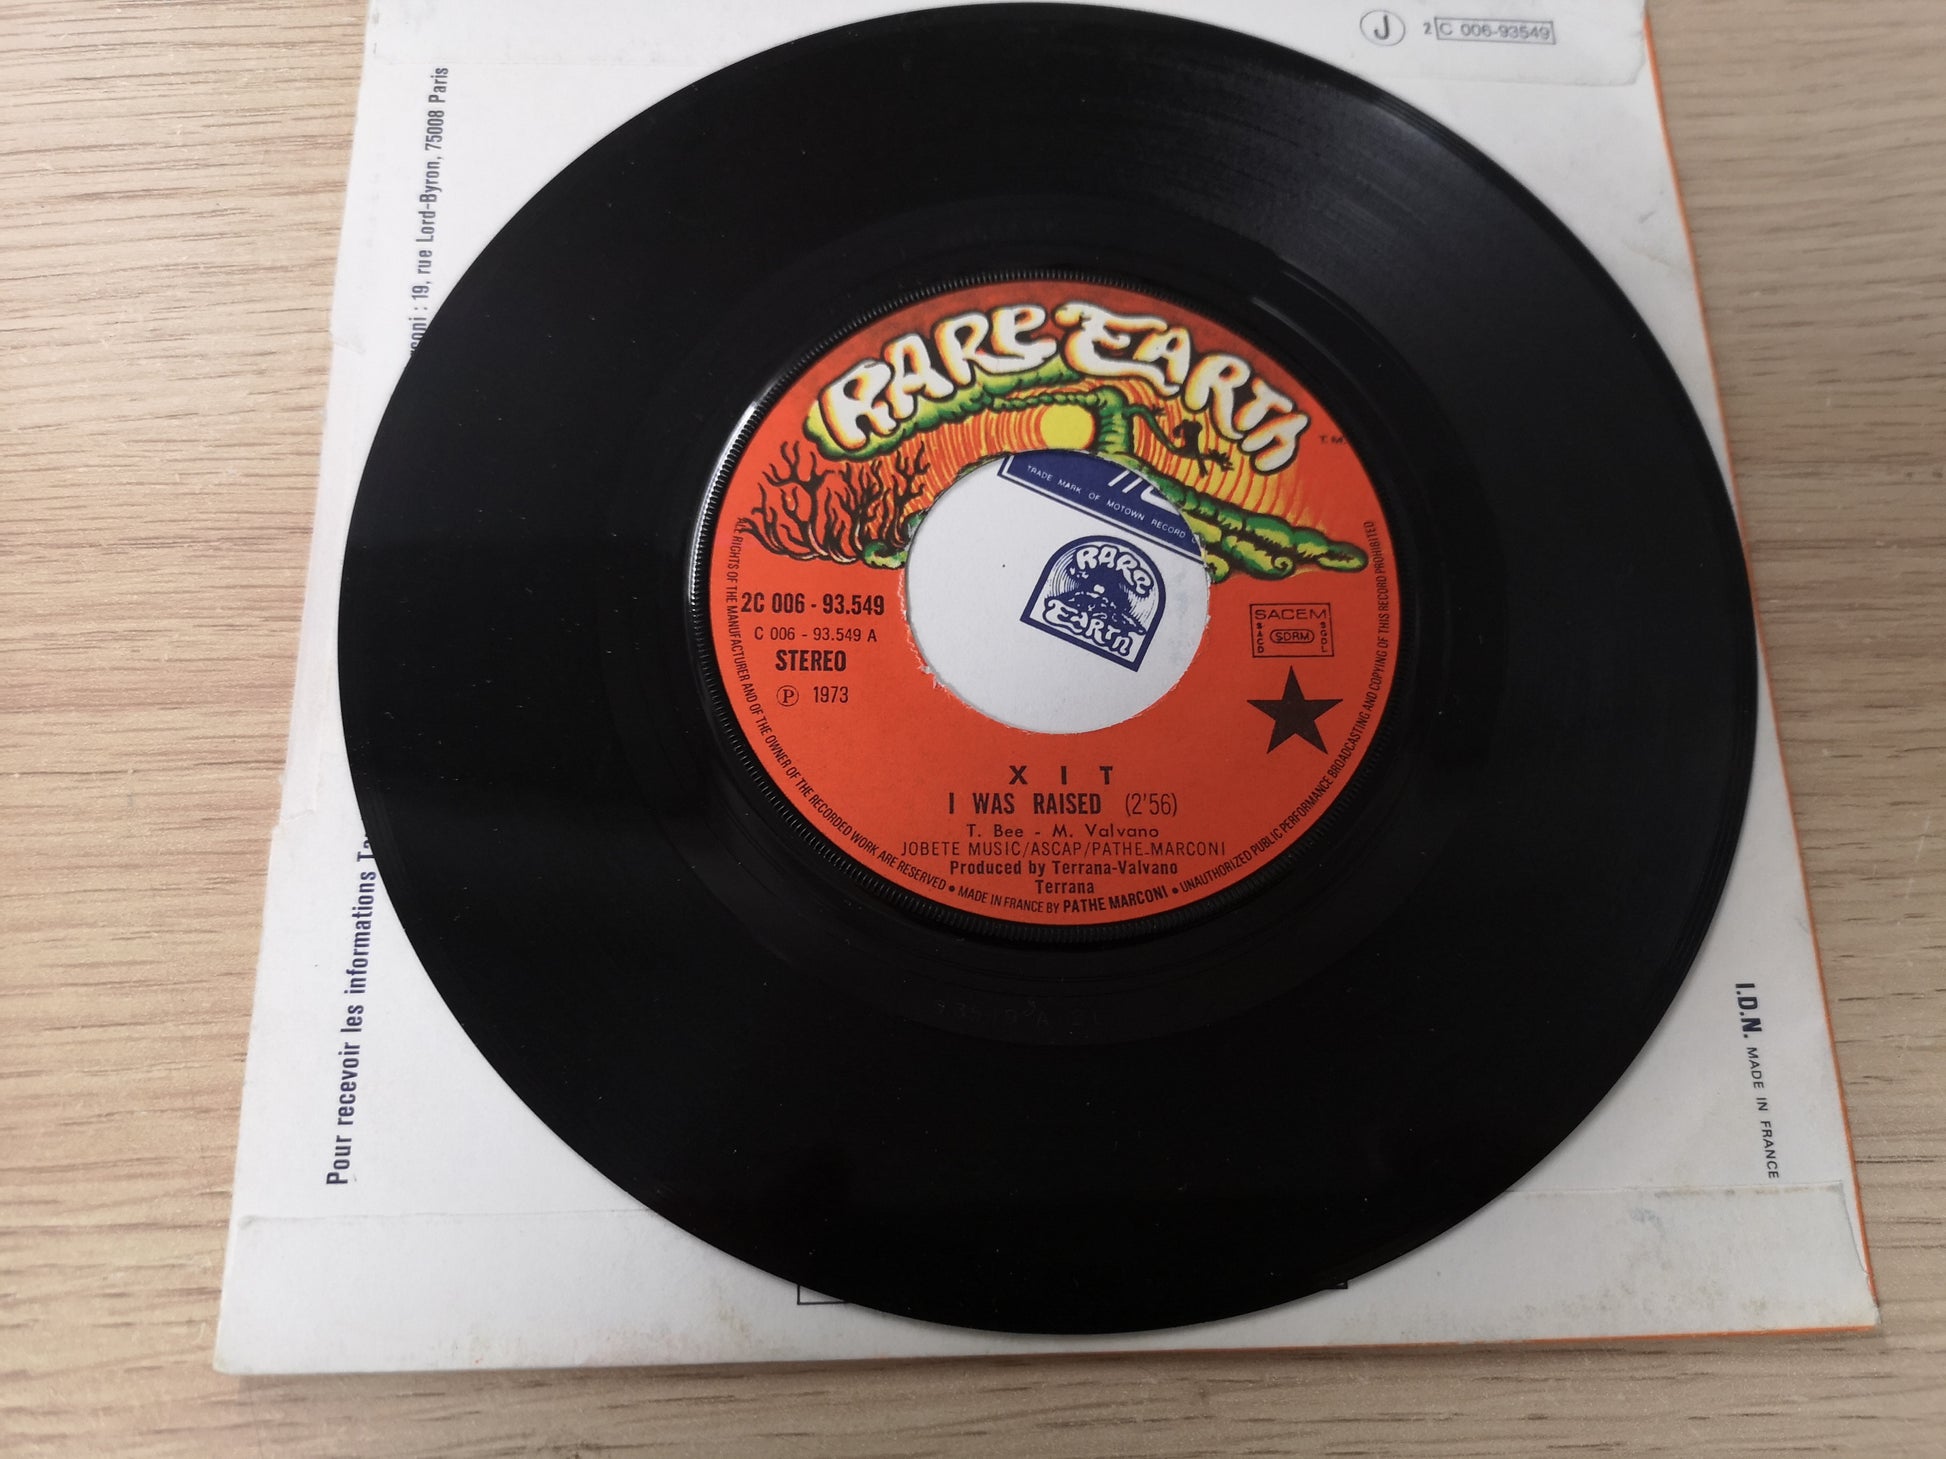 J
2 C 006-93549
19, rue Lord-Byron, 75008 Paris
Pour recevoir les informations
RARE EARTH
T.M.
TRADE MARK OF MOTOWN RECORD
RARE
EARTH
2C 006 - 93.549
C 006 - 93.549 A
STEREO
Ⓟ 1973
SACEM
SACD SDRM SGDL
X I T
I WAS RAISED (2'56)
T. Bee - M. Valvano
JOBETE MUSIC/ASCAP/PATHE-MARCONI
Produced by Terrana-Valvano
Terrana
ALL RIGHTS OF THE MANUFACTURER AND OF THE OWNER OF THE RECORDED WORK ARE RESERVED • MADE IN FRANCE BY PATHE MARCONI • UNAUTHORIZED PUBLIC PERFORMANCE BROADCASTING AND COPYING OF THIS RECORD PROHIBITED
I.D.N. MADE IN FRANCE